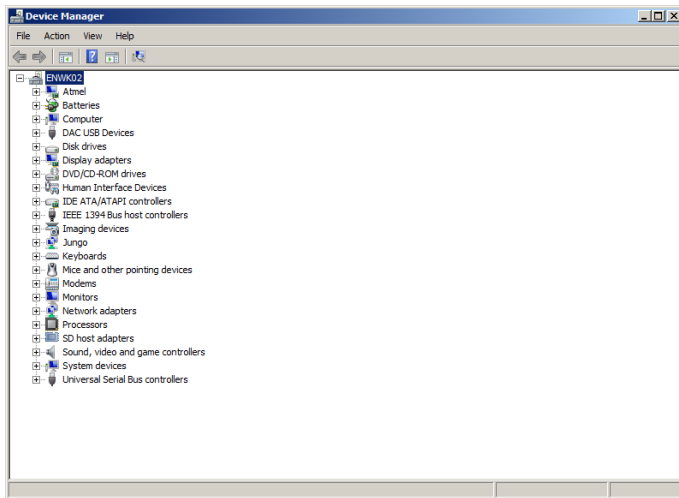 Device Manager
File Action View Help
ENWK02
Atmel
Batteries
Computer
DAC USB Devices
Disk drives
Display adapters
DVD/CD-ROM drives
Human Interface Devices
IDE ATA/ATAPI controllers
IEEE 1394 Bus host controllers
Imaging devices
Jungo
Keyboards
Mice and other pointing devices
Modems
Monitors
Network adapters
Processors
SD host adapters
Sound, video and game controllers
System devices
Universal Serial Bus controllers